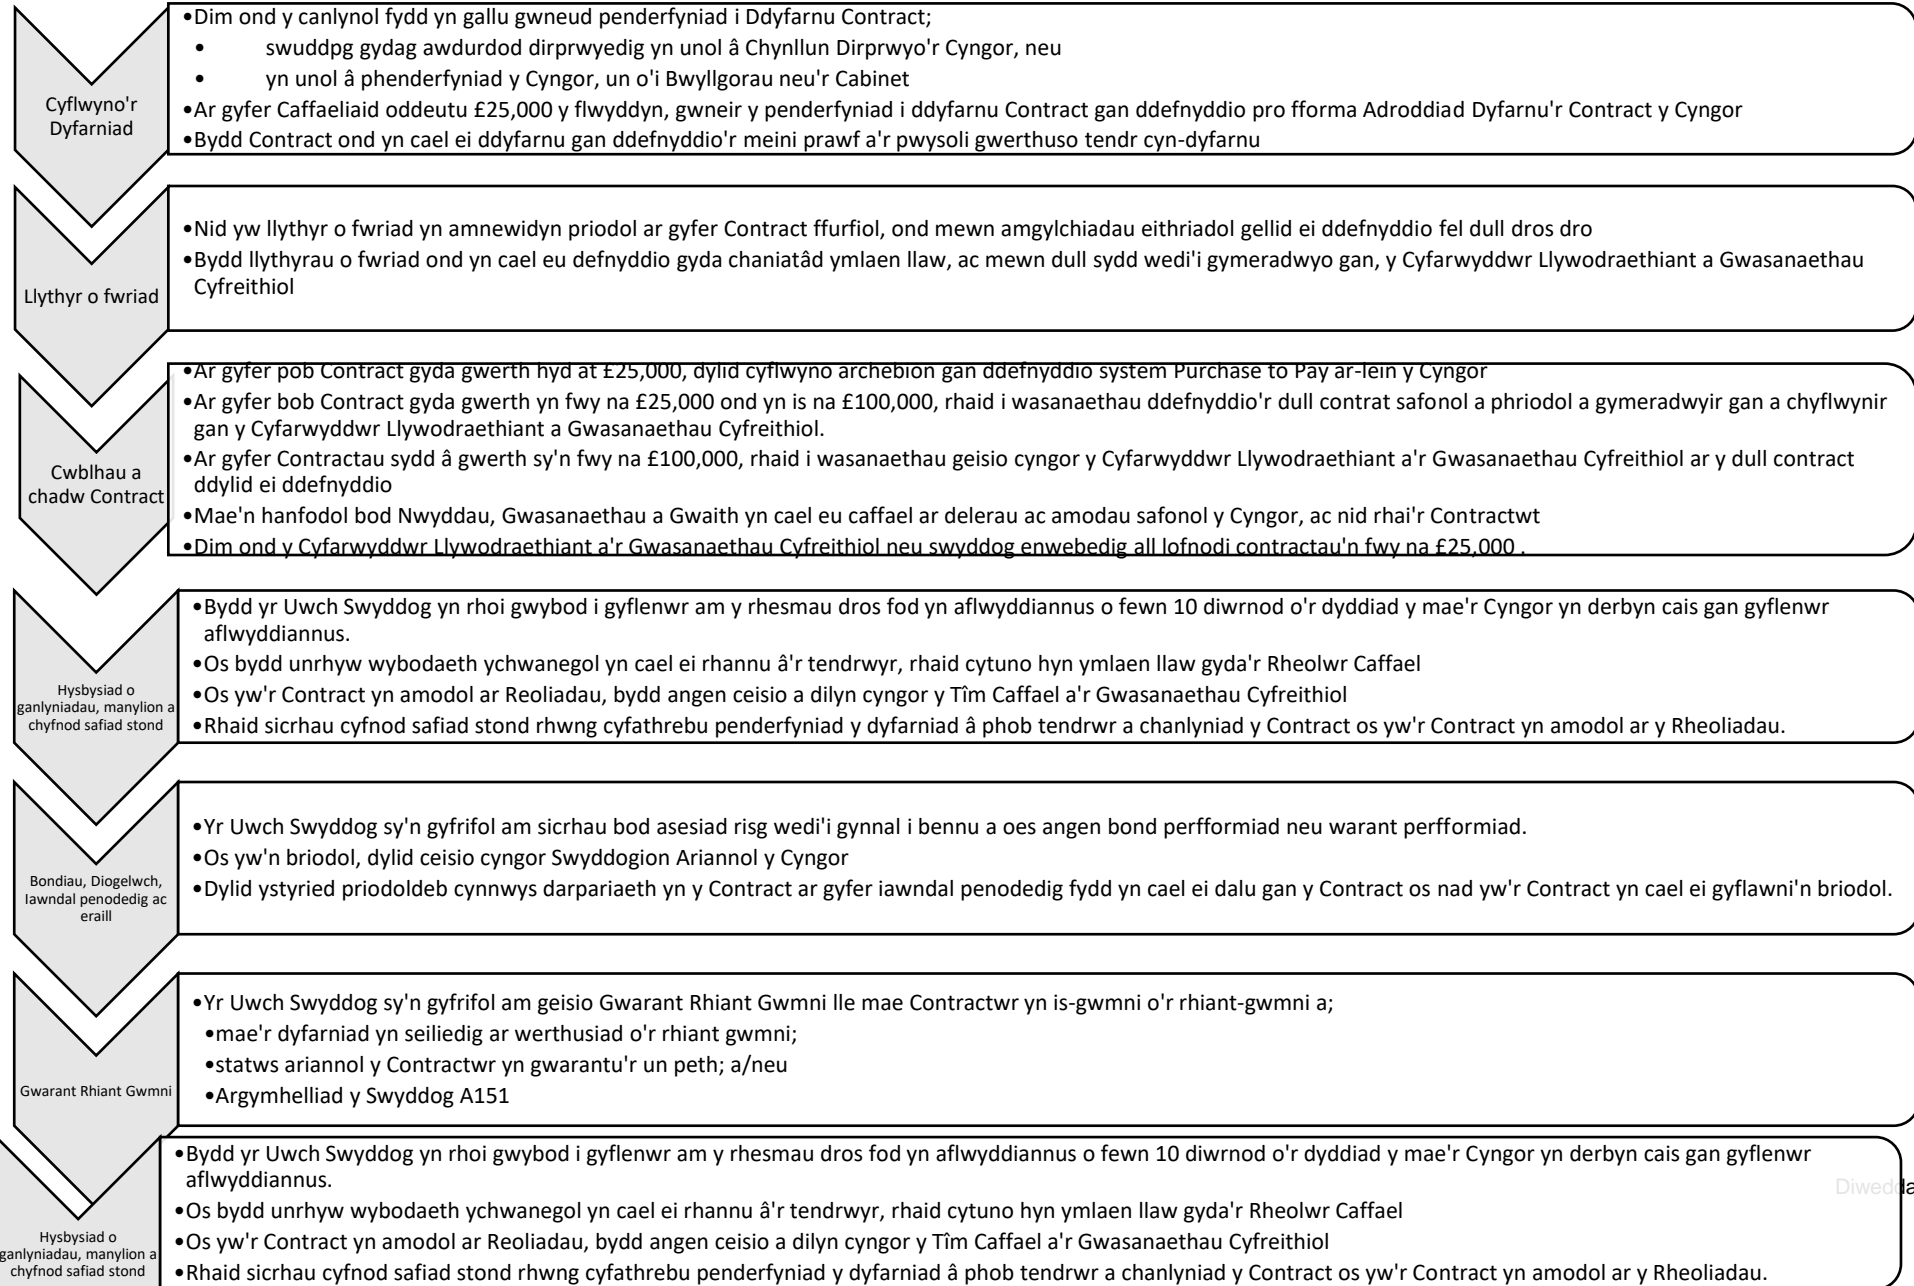 Cyflwyno'r
Dyfarniad
•Dim ond y canlynol fydd yn gallu gwneud penderfyniad i Ddyfarnu Contract;
• swuddpg gydag awdurdod dirprwyedig yn unol â Chynllun Dirprwyo'r Cyngor, neu
• yn unol â phenderfyniad y Cyngor, un o'i Bwyllgorau neu'r Cabinet
•Ar gyfer Caffaeliaid oddeutu £25,000 y flwyddyn, gwneir y penderfyniad i ddyfarnu Contract gan ddefnyddio pro fforma Adroddiad Dyfarnu'r Contract y Cyngor
•Bydd Contract ond yn cael ei ddyfarnu gan ddefnyddio'r meini prawf a'r pwysoli gwerthuso tendr cyn-dyfarnu
Llythyr o fwriad
•Nid yw llythyr o fwriad yn amnewidyn priodol ar gyfer Contract ffurfiol, ond mewn amgylchiadau eithriadol gellid ei ddefnyddio fel dull dros dro
•Bydd llythyrau o fwriad ond yn cael eu defnyddio gyda chaniatâd ymlaen llaw, ac mewn dull sydd wedi'i gymeradwyo gan, y Cyfarwyddwr Llywodraethiant a Gwasanaethau
Cyfreithiol
Cwblhau a
chadw Contract
•Ar gyfer pob Contract gyda gwerth hyd at £25,000, dylid cyflwyno archebion gan ddefnyddio system Purchase to Pay ar-lein y Cyngor
•Ar gyfer bob Contract gyda gwerth yn fwy na £25,000 ond yn is na £100,000, rhaid i wasanaethau ddefnyddio'r dull contrat safonol a phriodol a gymeradwyir gan a chyflwynir
gan y Cyfarwyddwr Llywodraethiant a Gwasanaethau Cyfreithiol.
•Ar gyfer Contractau sydd â gwerth sy'n fwy na £100,000, rhaid i wasanaethau geisio cyngor y Cyfarwyddwr Llywodraethiant a'r Gwasanaethau Cyfreithiol ar y dull contract
ddylid ei ddefnyddio
•Mae'n hanfodol bod Nwyddau, Gwasanaethau a Gwaith yn cael eu caffael ar delerau ac amodau safonol y Cyngor, ac nid rhai'r Contractwt
•Dim ond y Cyfarwyddwr Llywodraethiant a'r Gwasanaethau Cyfreithiol neu swyddog enwebedig all lofnodi contractau'n fwy na £25,000 .
Hysbysiad o
ganlyniadau, manylion a
chyfnod safiad stond
•Bydd yr Uwch Swyddog yn rhoi gwybod i gyflenwr am y rhesmau dros fod yn aflwyddiannus o fewn 10 diwrnod o'r dyddiad y mae'r Cyngor yn derbyn cais gan gyflenwr
aflwyddiannus.
•Os bydd unrhyw wybodaeth ychwanegol yn cael ei rhannu â'r tendrwyr, rhaid cytuno hyn ymlaen llaw gyda'r Rheolwr Caffael
•Os yw'r Contract yn amodol ar Reoliadau, bydd angen ceisio a dilyn cyngor y Tîm Caffael a'r Gwasanaethau Cyfreithiol
•Rhaid sicrhau cyfnod safiad stond rhwng cyfathrebu penderfyniad y dyfarniad â phob tendrwr a chanlyniad y Contract os yw'r Contract yn amodol ar y Rheoliadau.
Bondiau, Diogelwch,
Iawndal penodedig ac
eraill
•Yr Uwch Swyddog sy'n gyfrifol am sicrhau bod asesiad risg wedi'i gynnal i bennu a oes angen bond perfformiad neu warant perfformiad.
•Os yw'n briodol, dylid ceisio cyngor Swyddogion Ariannol y Cyngor
•Dylid ystyried priodoldeb cynnwys darpariaeth yn y Contract ar gyfer iawndal penodedig fydd yn cael ei dalu gan y Contract os nad yw'r Contract yn cael ei gyflawni'n briodol.
Gwarant Rhiant Gwmni
•Yr Uwch Swyddog sy'n gyfrifol am geisio Gwarant Rhiant Gwmni lle mae Contractwr yn is-gwmni o'r rhiant-gwmni a;
•mae'r dyfarniad yn seiliedig ar werthusiad o'r rhiant gwmni;
•statws ariannol y Contractwr yn gwarantu'r un peth; a/neu
•Argymhelliad y Swyddog A151
Hysbysiad o
ganlyniadau, manylion a
chyfnod safiad stond
•Bydd yr Uwch Swyddog yn rhoi gwybod i gyflenwr am y rhesmau dros fod yn aflwyddiannus o fewn 10 diwrnod o'r dyddiad y mae'r Cyngor yn derbyn cais gan gyflenwr
aflwyddiannus.
•Os bydd unrhyw wybodaeth ychwanegol yn cael ei rhannu â'r tendrwyr, rhaid cytuno hyn ymlaen llaw gyda'r Rheolwr Caffael
•Os yw'r Contract yn amodol ar Reoliadau, bydd angen ceisio a dilyn cyngor y Tîm Caffael a'r Gwasanaethau Cyfreithiol
•Rhaid sicrhau cyfnod safiad stond rhwng cyfathrebu penderfyniad y dyfarniad â phob tendrwr a chanlyniad y Contract os yw'r Contract yn amodol ar y Rheoliadau.